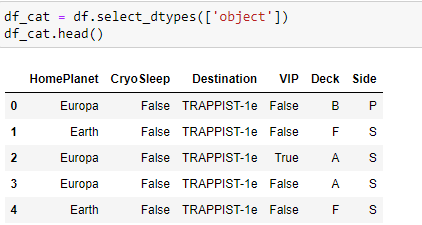 df_cat = df.select_dtypes(['object'])
df_cat.head()
HomePlanet CryoSleep Destination VIP Deck Side
0 Europa False TRAPPIST-1e False B P
1 Earth False TRAPPIST-1e False F S
2 Europa False TRAPPIST-1e True A S
3 Europa False TRAPPIST-1e False A S
4 Earth False TRAPPIST-1e False F S